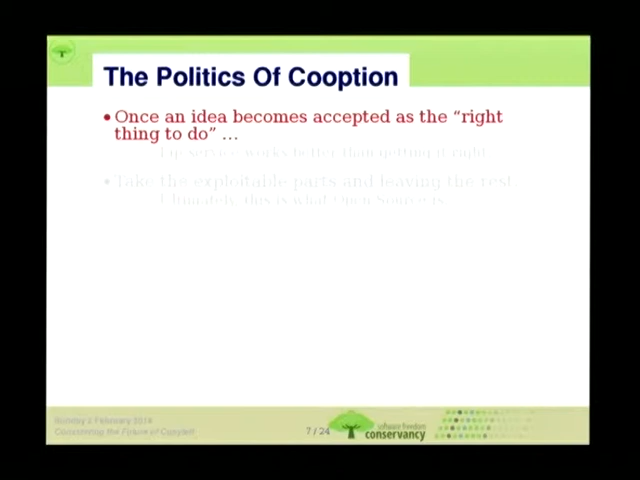 The Politics Of Cooption
• Once an idea becomes accepted as the “right
thing to do” …
Lip service works better than getting it right
• Take the exploitable parts and leaving the rest
Ultimately, this is what Open Source is
Sunday 2 February 2014
Considering the Future of Copyleft
7 / 24
software freedom
conservancy